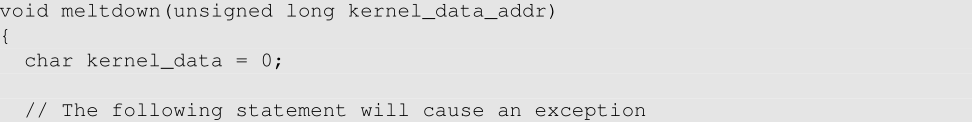 void meltdown(unsigned long kernel_data_addr)
{
  char kernel_data = 0;
  // The following statement will cause an exception